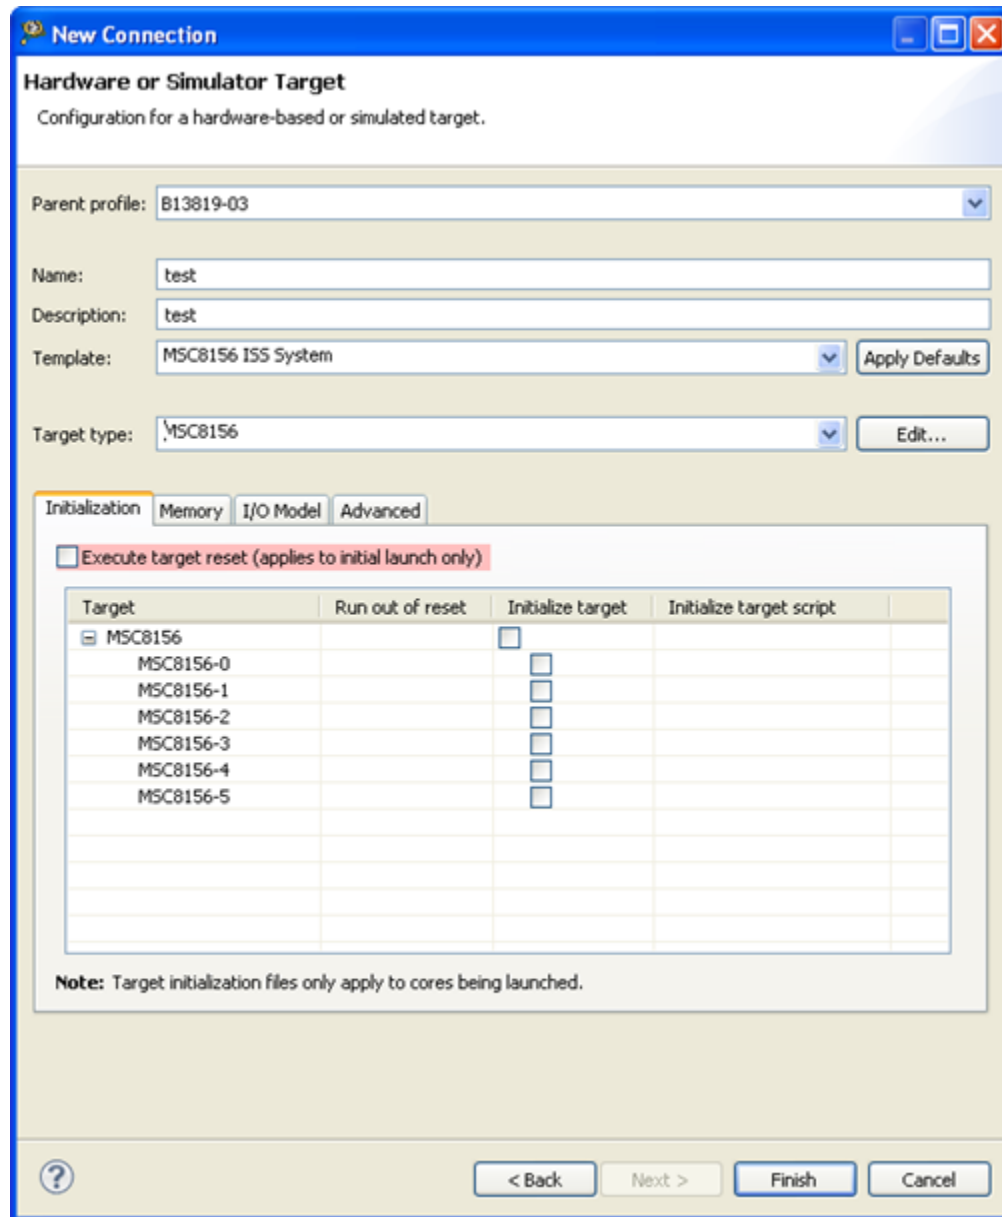 New Connection
Hardware or Simulator Target
Configuration for a hardware-based or simulated target.
Parent profile: B13819-03
Name: test
Description: test
Template: MSC8156 ISS System Apply Defaults
Target type: MSC8156 Edit...
Initialization Memory I/O Model Advanced
Execute target reset (applies to initial launch only)
Target Run out of reset Initialize target Initialize target script
MSC8156
MSC8156-0
MSC8156-1
MSC8156-2
MSC8156-3
MSC8156-4
MSC8156-5
Note: Target initialization files only apply to cores being launched.
? < Back Next > Finish Cancel